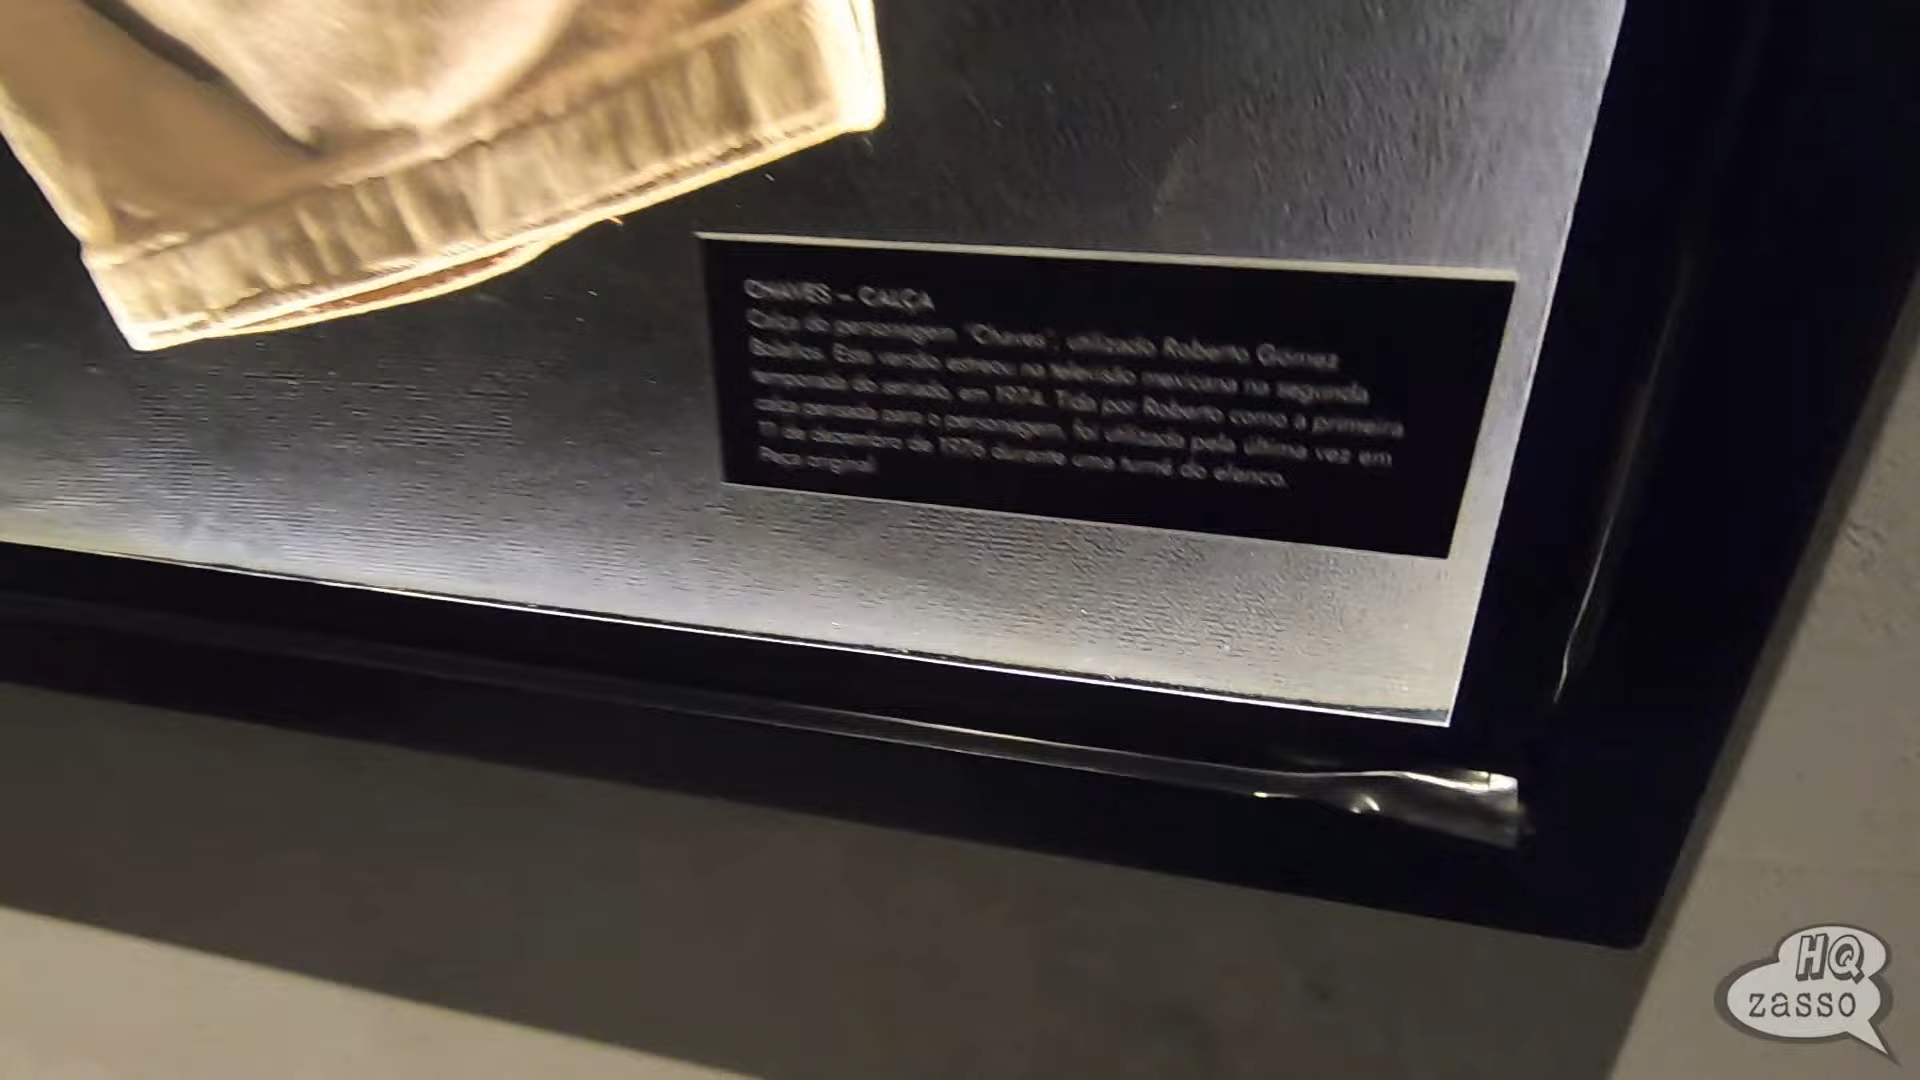 CHAVES – CALÇA
Calça do personagem "Chaves", utilizado Roberto Gómez
Bolaños. Esta versão estreou na televisão mexicana na segunda
temporada do seriado, em 1974. Tida por Roberto como a primeira
calça pensada para o personagem, foi utilizada pela última vez em
11 de dezembro de 1976 durante uma turnê do elenco.
Peça original
HQ
zasso